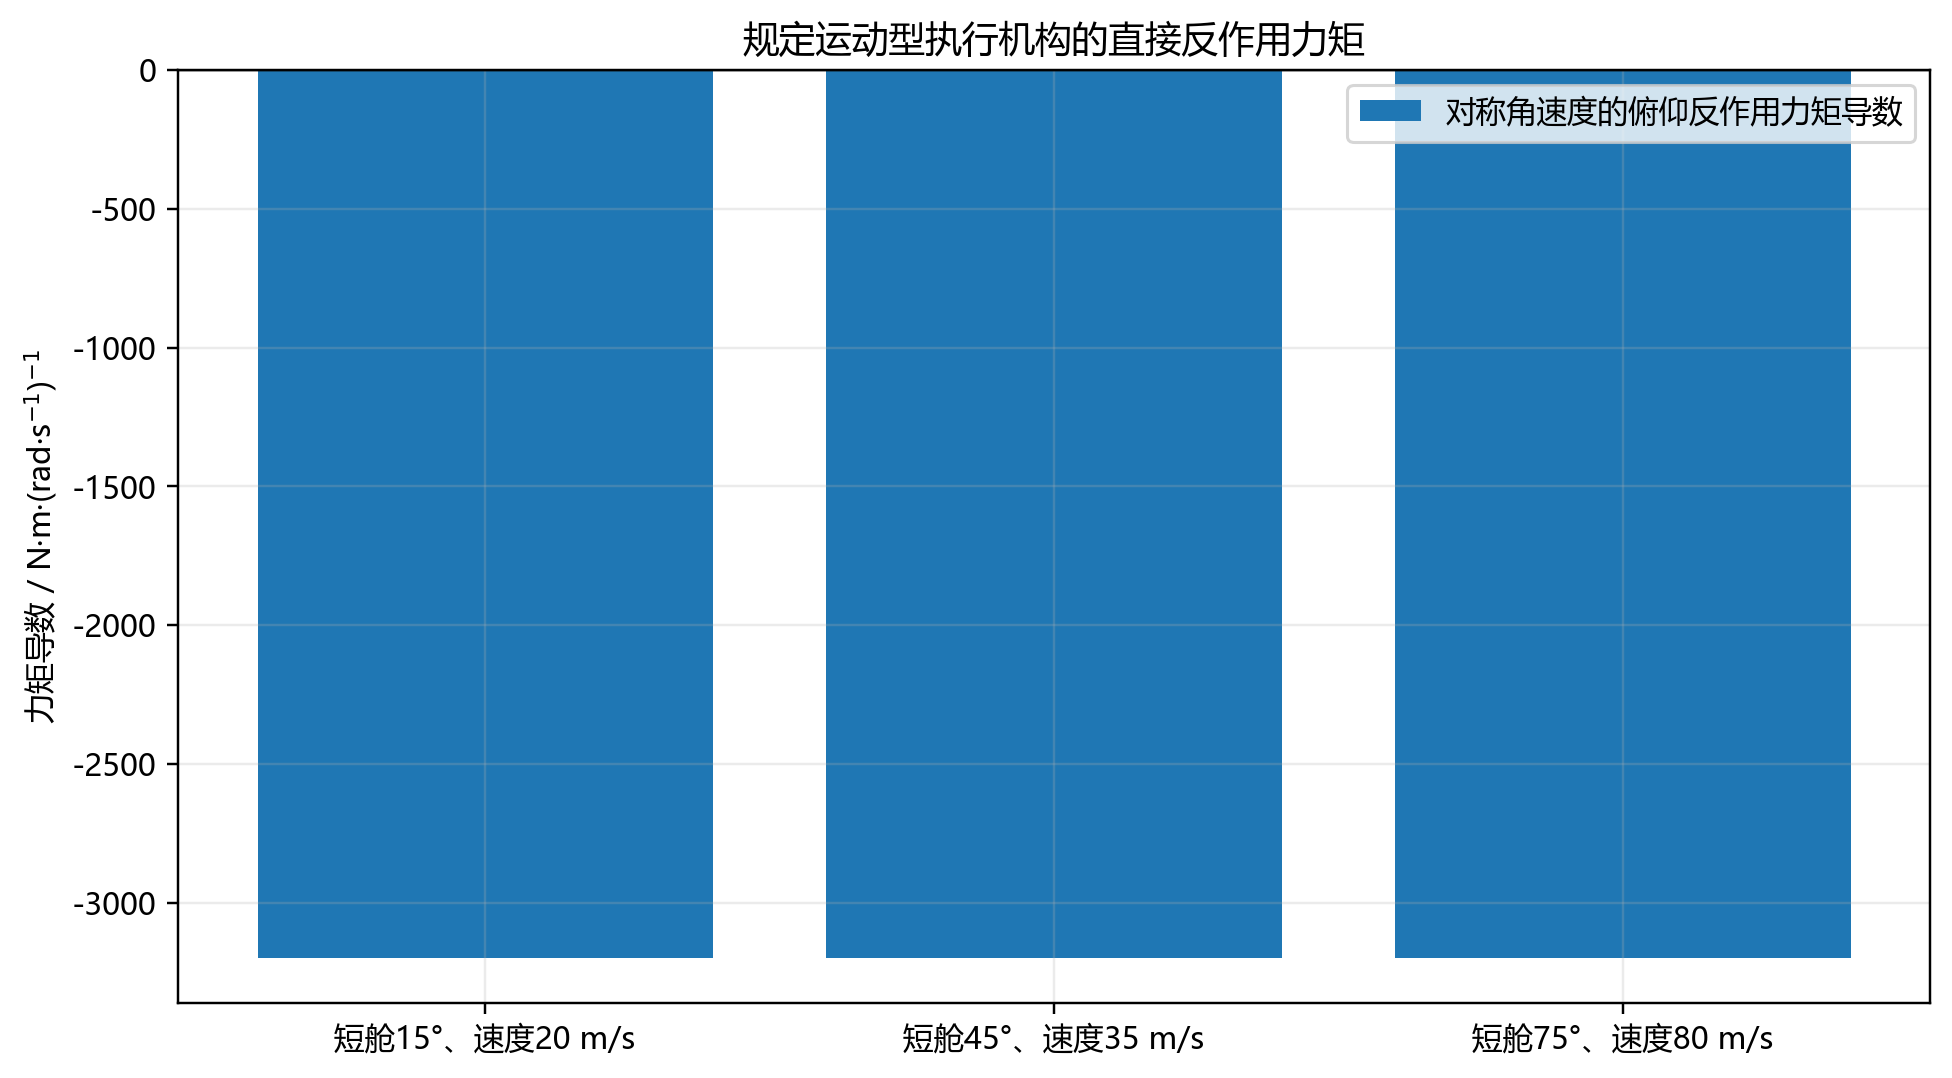 规定运动型执行机构的直接反作用力矩
对称角速度的俯仰反作用力矩导数
力矩导数 / N·m·(rad·s⁻¹)⁻¹
0
-500
-1000
-1500
-2000
-2500
-3000
短舱15°、速度20 m/s
短舱45°、速度35 m/s
短舱75°、速度80 m/s